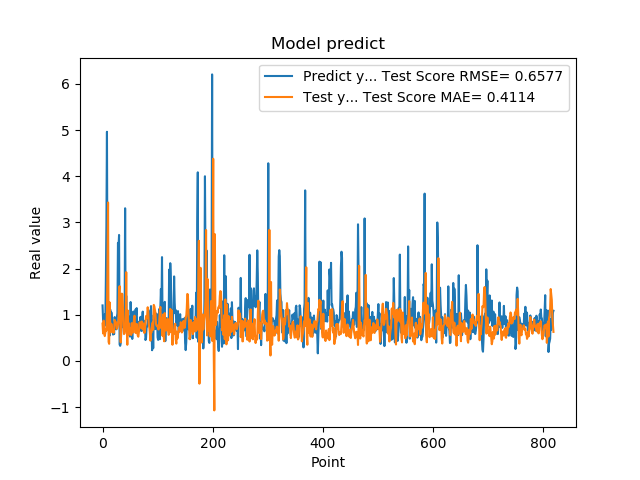 Model predict
Predict y... Test Score RMSE= 0.6577
Test y... Test Score MAE= 0.4114
Real value
6
5
4
3
2
1
0
−1
0 200 400 600 800
Point